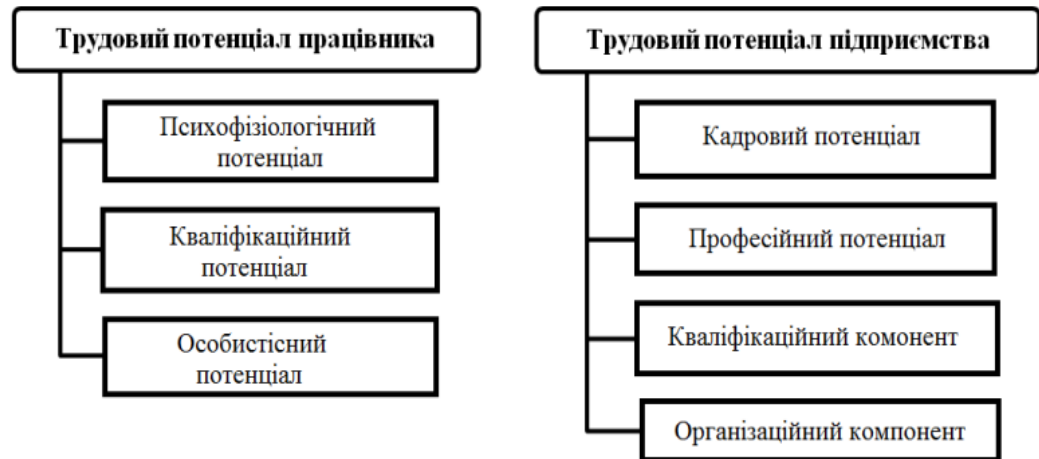 Трудовий потенціал працівника
Психофізіологічний
потенціал
Кваліфікаційний
потенціал
Особистісний
потенціал
Трудовий потенціал підприємства
Кадровий потенціал
Професійний потенціал
Кваліфікаційний комонент
Організаційний компонент